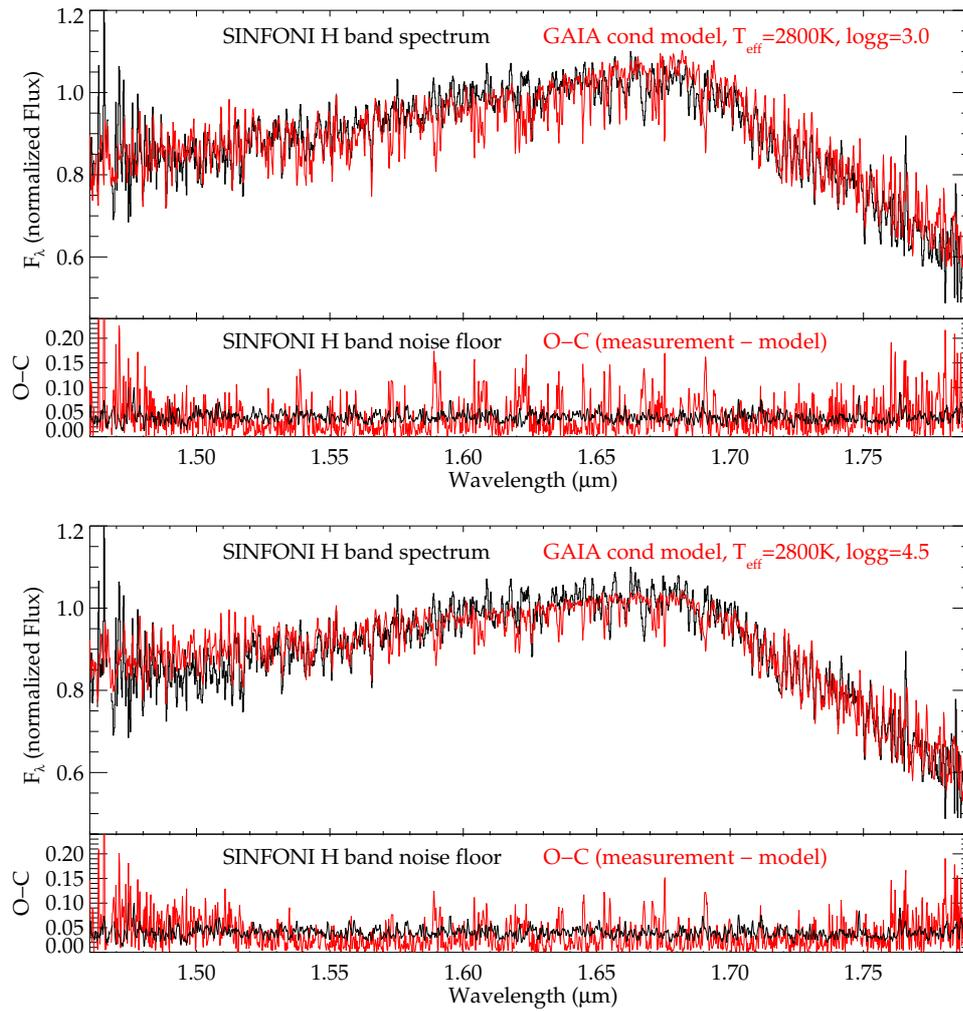 1.2
SINFONI H band spectrum GAIA cond model, Teff=2800K, logg=3.0
1.0
0.8
0.6
Fλ (normalized Flux)
SINFONI H band noise floor O−C (measurement − model)
0.20
0.15
0.10
0.05
0.00
O−C
1.50 1.55 1.60 1.65 1.70 1.75
Wavelength (μm)
1.2
SINFONI H band spectrum GAIA cond model, Teff=2800K, logg=4.5
1.0
0.8
0.6
Fλ (normalized Flux)
SINFONI H band noise floor O−C (measurement − model)
0.20
0.15
0.10
0.05
0.00
O−C
1.50 1.55 1.60 1.65 1.70 1.75
Wavelength (μm)